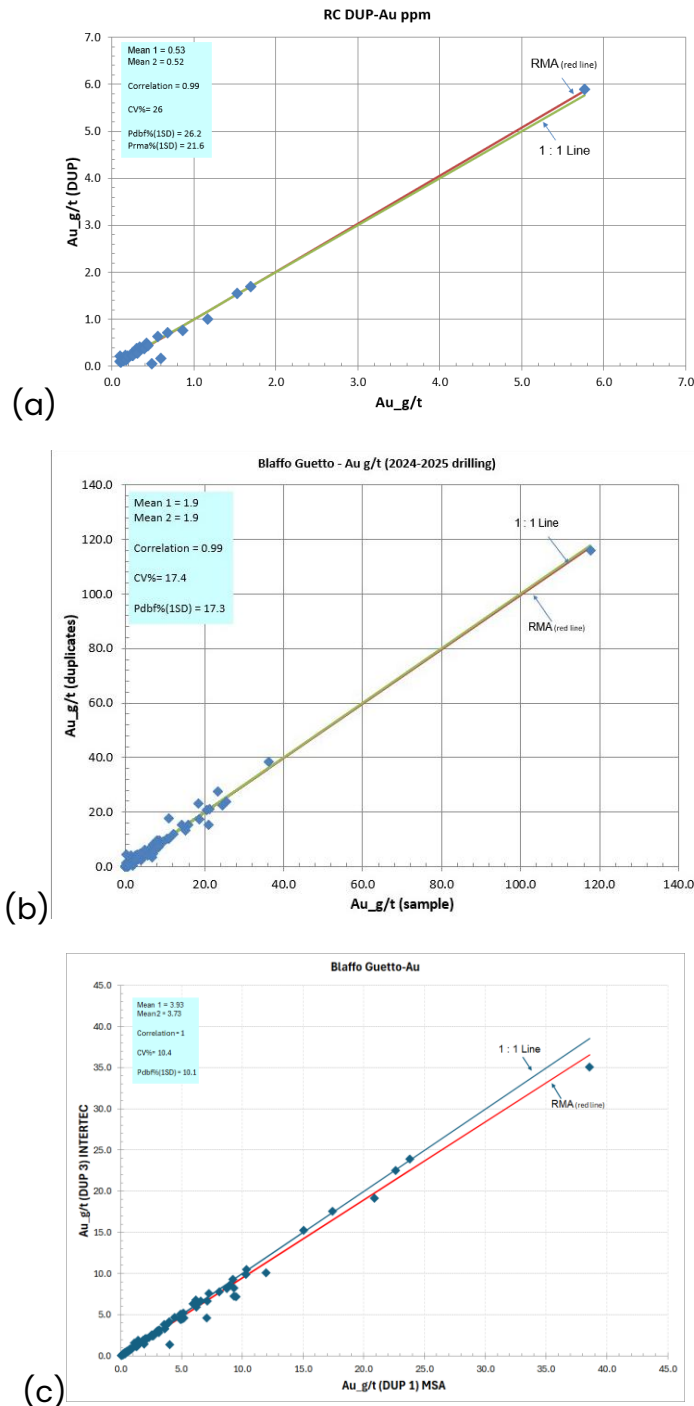 RC DUP-Au ppm
Mean 1 = 0.53
Mean 2 = 0.52
Correlation = 0.99
CV%= 26
Pdbf%(1SD) = 26.2
Prma%(1SD) = 21.6
RMA (red line)
1 : 1 Line
Au_g/t (DUP)
6.0
5.0
4.0
3.0
2.0
1.0
0.0
0.0 1.0 2.0 3.0 4.0 5.0 6.0 7.0
Au_g/t
(a)
Blaffo Guetto - Au g/t (2024-2025 drilling)
Mean 1 = 1.9
Mean 2 = 1.9
Correlation = 0.99
CV%= 17.4
Pdbf%(1SD) = 17.3
1 : 1 Line
RMA (red line)
Au_g/t (duplicates)
140.0
120.0
100.0
80.0
60.0
40.0
20.0
0.0
0.0 20.0 40.0 60.0 80.0 100.0 120.0 140.0
Au_g/t (sample)
(b)
Blaffo Guetto-Au
Mean 1 = 3.93
Mean2 = 3.73
Correlation = 1
CV%= 10.4
Pdbf%(1SD) = 10.1
1 : 1 Line
RMA (red line)
Au_g/t (DUP 3) INTERTEC
45.0
40.0
35.0
30.0
25.0
20.0
15.0
10.0
5.0
0.0
0.0 5.0 10.0 15.0 20.0 25.0 30.0 35.0 40.0 45.0
Au_g/t (DUP 1) MSA
(c)